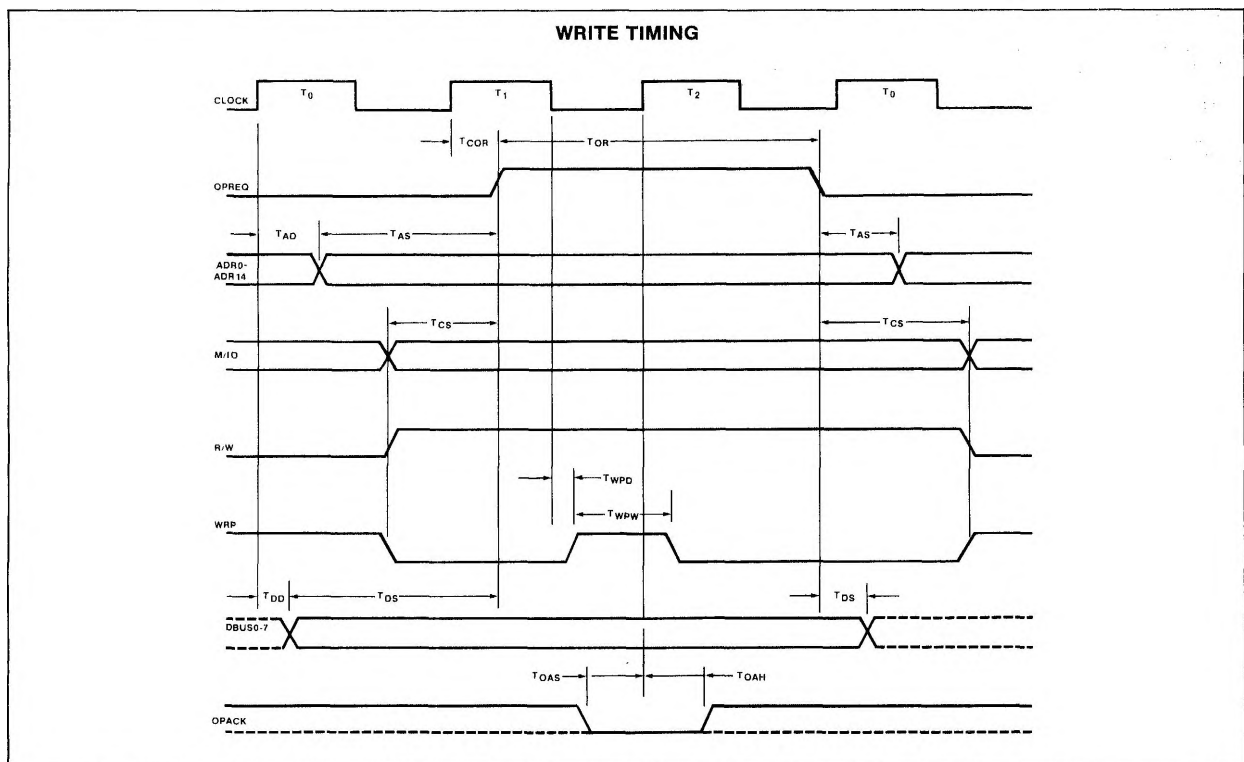 WRITE TIMING
CLOCK
T0
T1
T2
T0
TCOR
TOR
OPREQ
TAD
TAS
TAS
ADR0-
ADR14
TCS
TCS
M/IO
R/W
TWPD
TWPW
WRP
TDD
TDS
TDS
DBUS0-7
TOAS
TOAH
OPACK